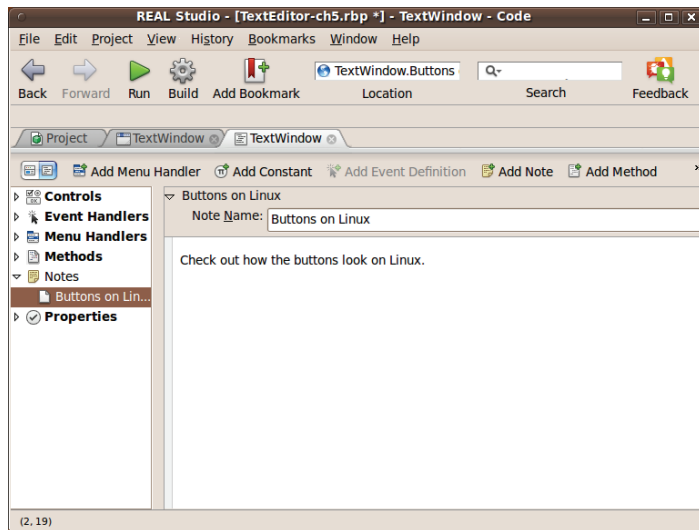 REAL Studio - [TextEditor-ch5.rbp *] - TextWindow - Code
File Edit Project View History Bookmarks Window Help
TextWindow.Buttons
Back Forward Run Build Add Bookmark Location Search Feedback
Project TextWindow TextWindow
Add Menu Handler Add Constant Add Event Definition Add Note Add Method
Controls
Event Handlers
Menu Handlers
Methods
Notes
Buttons on Lin...
Properties
Buttons on Linux
Note Name: Buttons on Linux
Check out how the buttons look on Linux.
(2, 19)